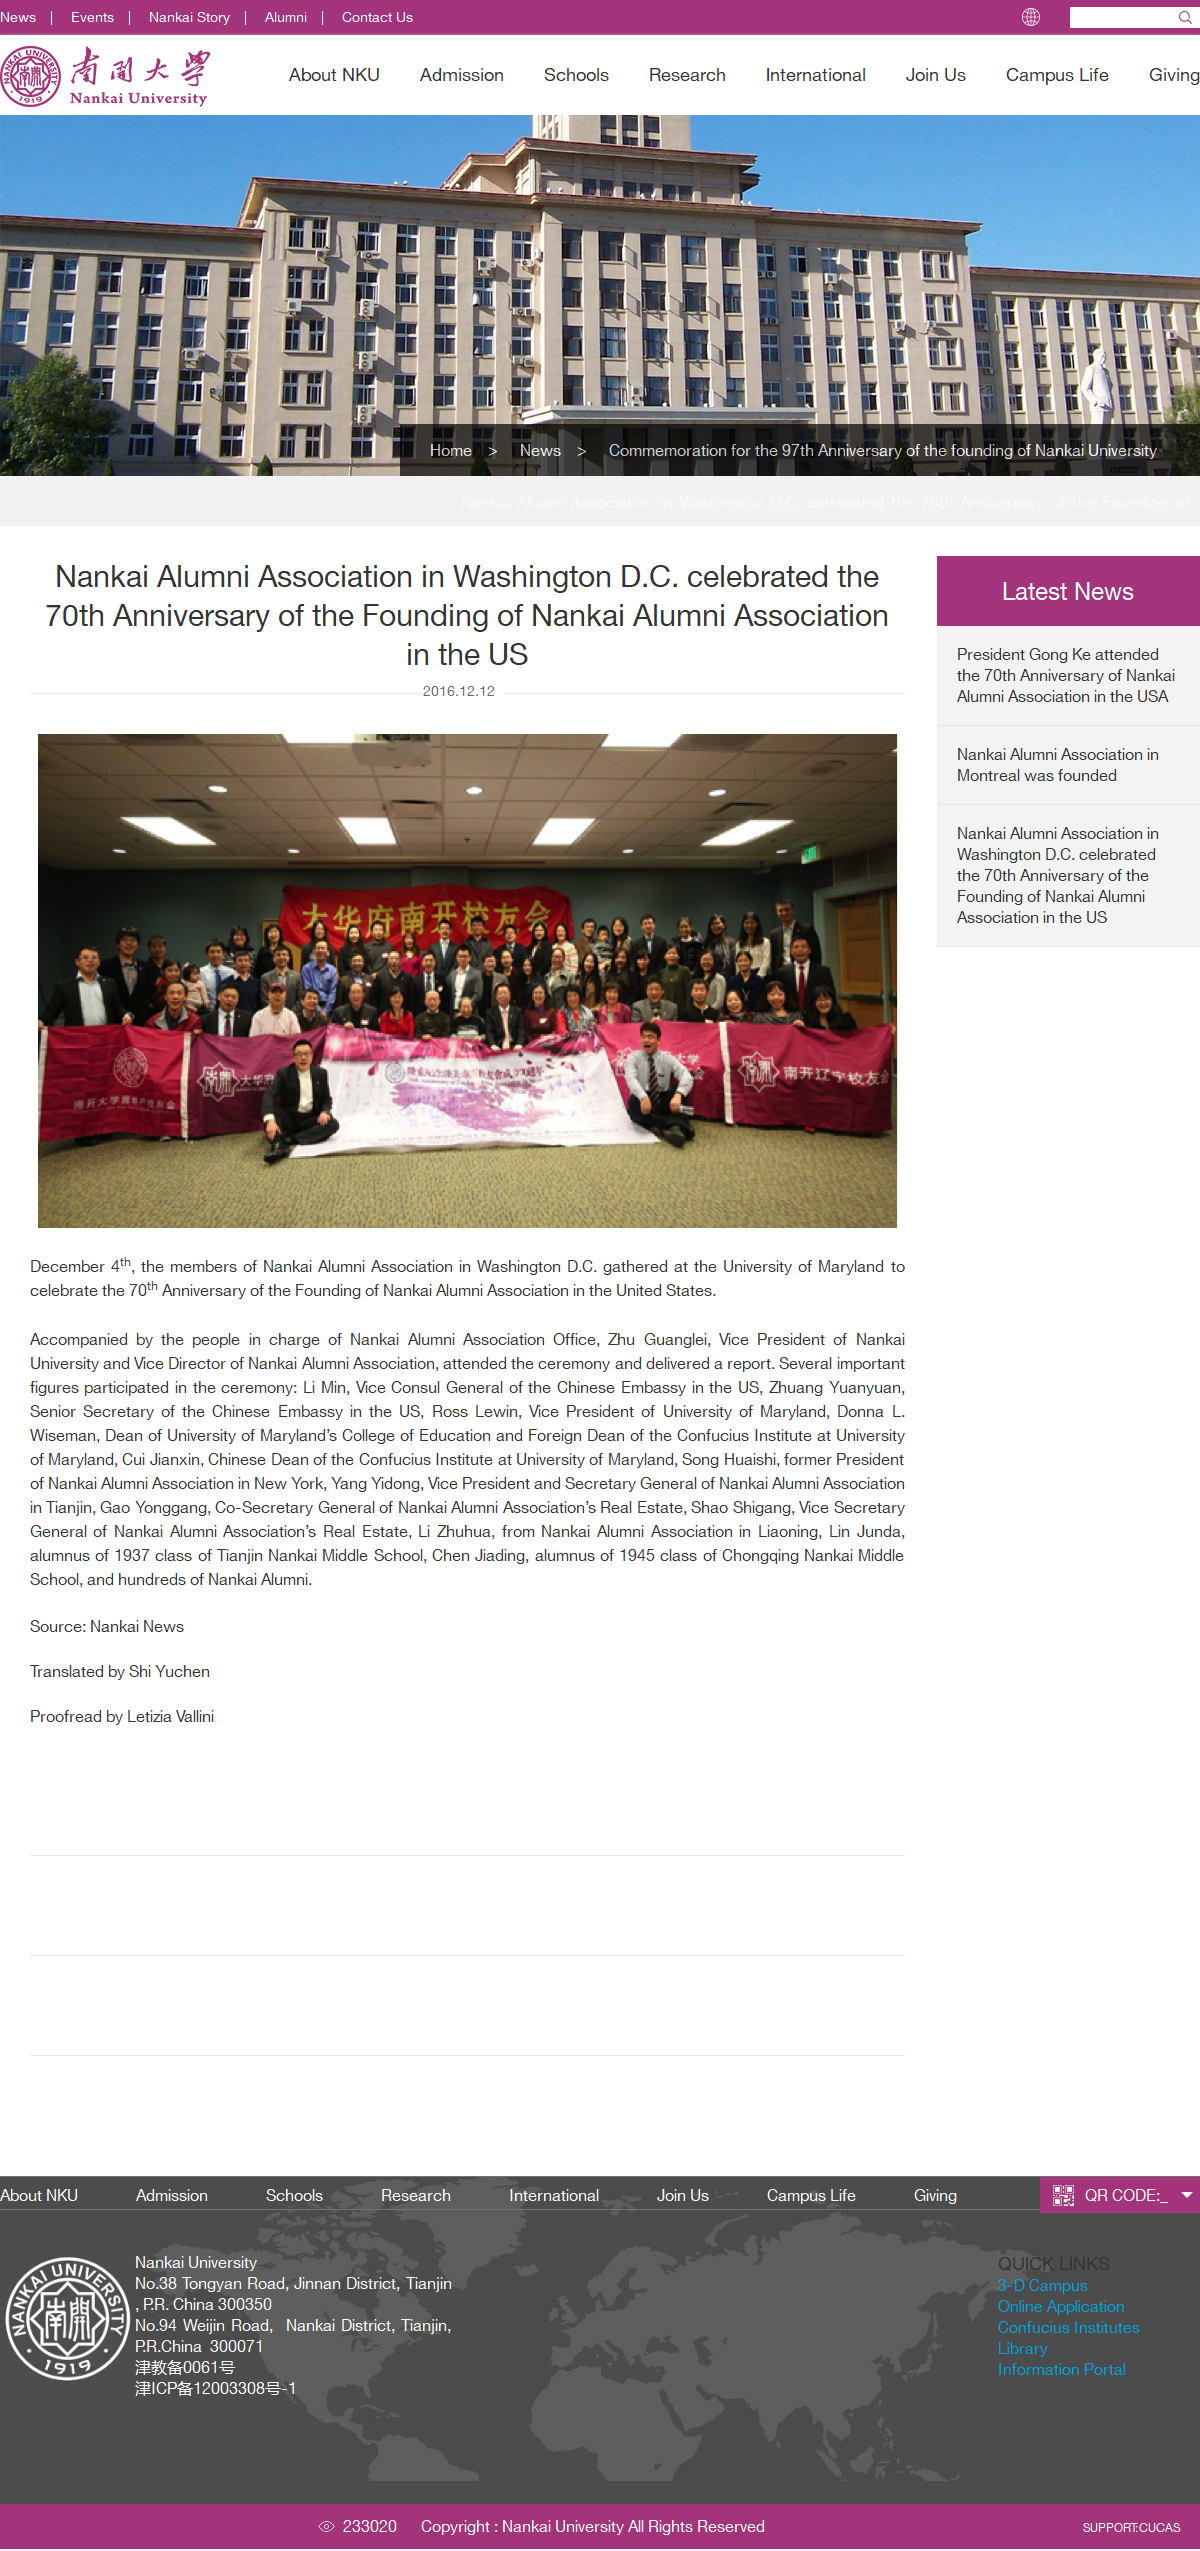 News | Events | Nankai Story | Alumni | Contact Us
NANKAI UNIVERSITY 1919
南開大學
Nankai University
About NKU Admission Schools Research International Join Us Campus Life Giving
Home > News > Commemoration for the 97th Anniversary of the founding of Nankai University
> Nankai Alumni Association in Washington D.C. celebrated the 70th Anniversary of the Founding of
Nankai Alumni Association in Washington D.C. celebrated the
70th Anniversary of the Founding of Nankai Alumni Association
in the US
2016.12.12
大华府南开校友会
大华府
大学
南开辽宁校友会
December 4th, the members of Nankai Alumni Association in Washington D.C. gathered at the University of Maryland to
celebrate the 70th Anniversary of the Founding of Nankai Alumni Association in the United States.
Accompanied by the people in charge of Nankai Alumni Association Office, Zhu Guanglei, Vice President of Nankai
University and Vice Director of Nankai Alumni Association, attended the ceremony and delivered a report. Several important
figures participated in the ceremony: Li Min, Vice Consul General of the Chinese Embassy in the US, Zhuang Yuanyuan,
Senior Secretary of the Chinese Embassy in the US, Ross Lewin, Vice President of University of Maryland, Donna L.
Wiseman, Dean of University of Maryland’s College of Education and Foreign Dean of the Confucius Institute at University
of Maryland, Cui Jianxin, Chinese Dean of the Confucius Institute at University of Maryland, Song Huaishi, former President
of Nankai Alumni Association in New York, Yang Yidong, Vice President and Secretary General of Nankai Alumni Association
in Tianjin, Gao Yonggang, Co-Secretary General of Nankai Alumni Association’s Real Estate, Shao Shigang, Vice Secretary
General of Nankai Alumni Association’s Real Estate, Li Zhuhua, from Nankai Alumni Association in Liaoning, Lin Junda,
alumnus of 1937 class of Tianjin Nankai Middle School, Chen Jiading, alumnus of 1945 class of Chongqing Nankai Middle
School, and hundreds of Nankai Alumni.
Source: Nankai News
Translated by Shi Yuchen
Proofread by Letizia Vallini
Latest News
President Gong Ke attended
the 70th Anniversary of Nankai
Alumni Association in the USA
Nankai Alumni Association in
Montreal was founded
Nankai Alumni Association in
Washington D.C. celebrated
the 70th Anniversary of the
Founding of Nankai Alumni
Association in the US
About NKU Admission Schools Research International Join Us Campus Life Giving QR CODE:_
NANKAI UNIVERSITY 1919
Nankai University
No.38 Tongyan Road, Jinnan District, Tianjin
, P.R. China 300350
No.94 Weijin Road, Nankai District, Tianjin,
P.R.China 300071
津教备0061号
津ICP备12003308号-1
QUICK LINKS
3-D Campus
Online Application
Confucius Institutes
Library
Information Portal
233020 Copyright : Nankai University All Rights Reserved
SUPPORT:CUCAS